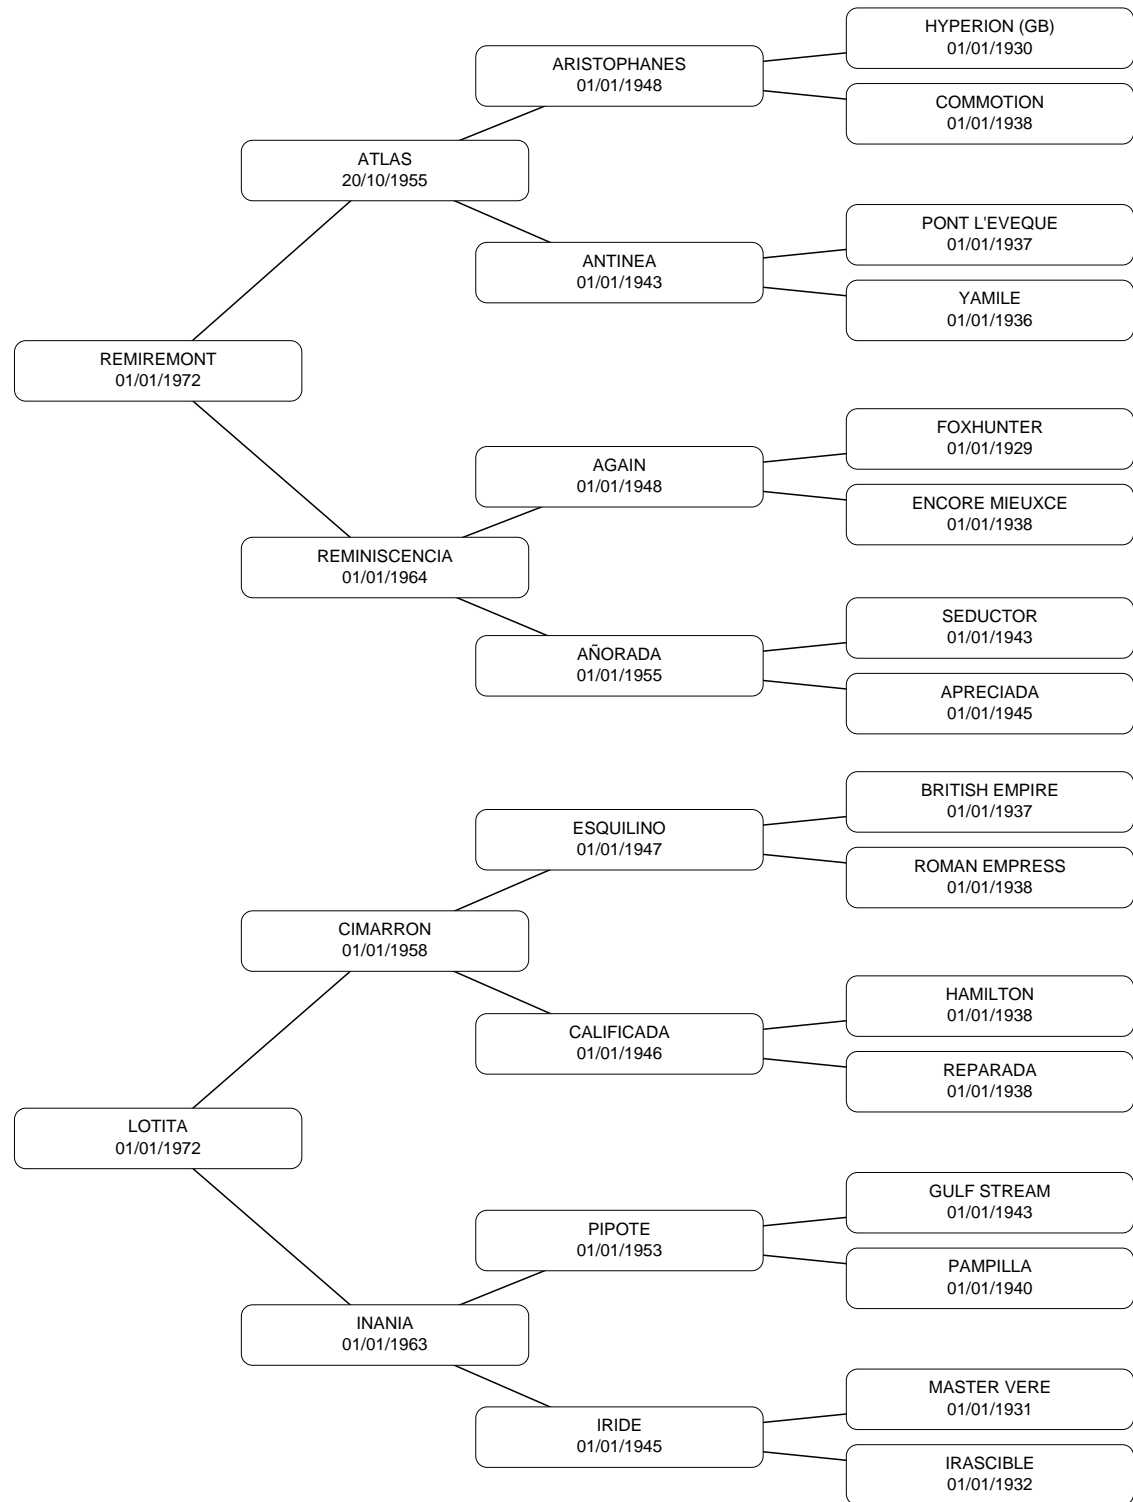 HYPERION (GB)
01/01/1930
ARISTOPHANES
01/01/1948
COMMOTION
01/01/1938
ATLAS
20/10/1955
PONT L'EVEQUE
01/01/1937
ANTINEA
01/01/1943
YAMILE
01/01/1936
REMIREMONT
01/01/1972
FOXHUNTER
01/01/1929
AGAIN
01/01/1948
ENCORE MIEUXCE
01/01/1938
REMINISCENCIA
01/01/1964
SEDUCTOR
01/01/1943
AÑORADA
01/01/1955
APRECIADA
01/01/1945
BRITISH EMPIRE
01/01/1937
ESQUILINO
01/01/1947
ROMAN EMPRESS
01/01/1938
CIMARRON
01/01/1958
HAMILTON
01/01/1938
CALIFICADA
01/01/1946
REPARADA
01/01/1938
LOTITA
01/01/1972
GULF STREAM
01/01/1943
PIPOTE
01/01/1953
PAMPILLA
01/01/1940
INANIA
01/01/1963
MASTER VERE
01/01/1931
IRIDE
01/01/1945
IRASCIBLE
01/01/1932